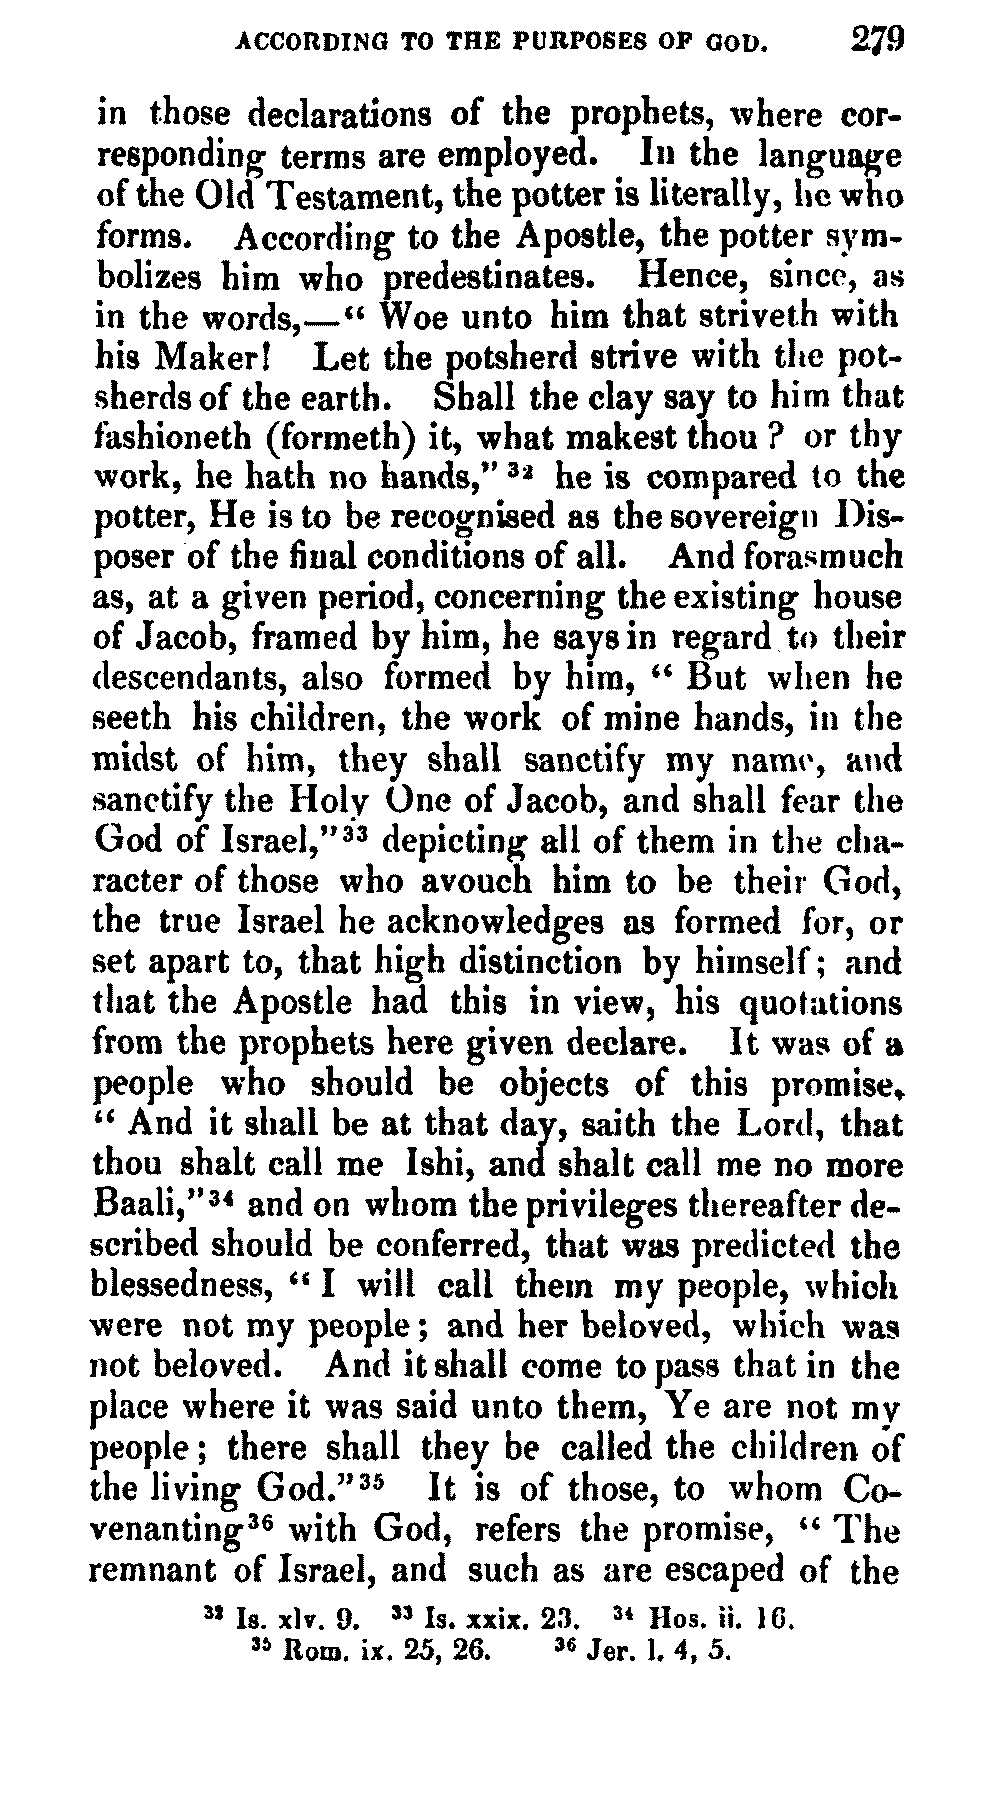 ACCORDING TO THE PURPOSES OF GOD. 279
in those declarations of the prophets, where cor-
responding terms are employed. In the language
of the Old Testament, the potter is literally, he who
forms. According to the Apostle, the potter sym-
bolizes him who predestinates. Hence, since, as
in the words,—“ Woe unto him that striveth with
his Maker! Let the potsherd strive with the pot-
sherds of the earth. Shall the clay say to him that
fashioneth (formeth) it, what makest thou ? or thy
work, he hath no hands,” ³² he is compared to the
potter, He is to be recognised as the sovereign Dis-
poser of the final conditions of all. And forasmuch
as, at a given period, concerning the existing house
of Jacob, framed by him, he says in regard to their
descendants, also formed by him, “ But when he
seeth his children, the work of mine hands, in the
midst of him, they shall sanctify my name, and
sanctify the Holy One of Jacob, and shall fear the
God of Israel,”³³ depicting all of them in the cha-
racter of those who avouch him to be their God,
the true Israel he acknowledges as formed for, or
set apart to, that high distinction by himself; and
that the Apostle had this in view, his quotations
from the prophets here given declare. It was of a
people who should be objects of this promise,
“ And it shall be at that day, saith the Lord, that
thou shalt call me Ishi, and shalt call me no more
Baali,”³⁴ and on whom the privileges thereafter de-
scribed should be conferred, that was predicted the
blessedness, “ I will call them my people, which
were not my people; and her beloved, which was
not beloved. And it shall come to pass that in the
place where it was said unto them, Ye are not my
people; there shall they be called the children of
the living God.”³⁵ It is of those, to whom Co-
venanting³⁶ with God, refers the promise, “ The
remnant of Israel, and such as are escaped of the
³² Is. xlv. 9. ³³ Is. xxix. 23. ³⁴ Hos. ii. 16.
³⁵ Rom. ix. 25, 26. ³⁶ Jer. l. 4, 5.